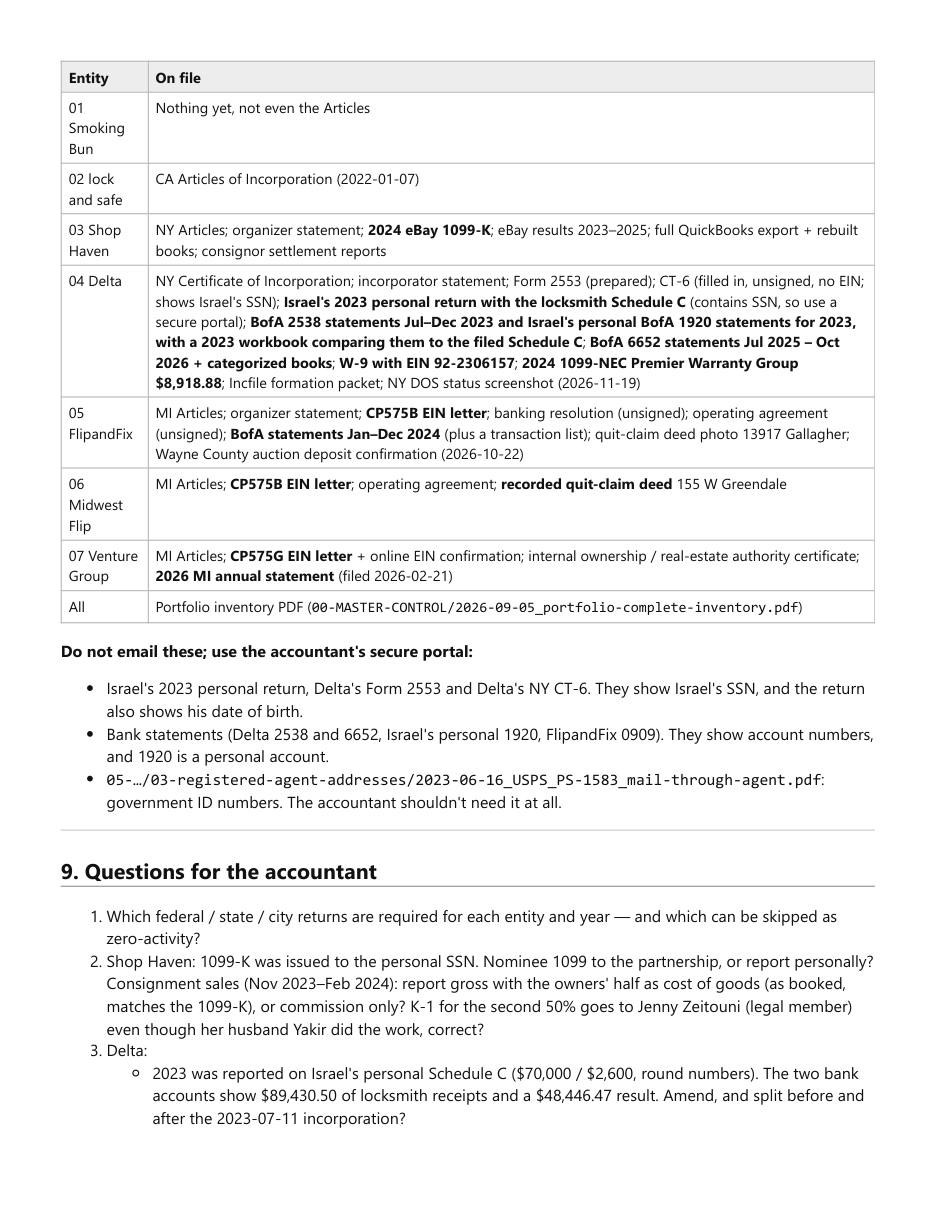 Entity On file
01 Nothing yet, not even the Articles
Smoking
Bun
02 lock CA Articles of Incorporation (2022-01-07)
and safe
03 Shop NY Articles; organizer statement; 2024 eBay 1099-K; eBay results 2023–2025; full QuickBooks export + rebuilt
Haven books; consignor settlement reports
04 Delta NY Certificate of Incorporation; incorporator statement; Form 2553 (prepared); CT-6 (filled in, unsigned, no EIN;
shows Israel's SSN); Israel's 2023 personal return with the locksmith Schedule C (contains SSN, so use a
secure portal); BofA 2538 statements Jul–Dec 2023 and Israel's personal BofA 1920 statements for 2023,
with a 2023 workbook comparing them to the filed Schedule C; BofA 6652 statements Jul 2025 – Oct
2026 + categorized books; W-9 with EIN 92-2306157; 2024 1099-NEC Premier Warranty Group
$8,918.88; Incfile formation packet; NY DOS status screenshot (2026-11-19)
05 MI Articles; organizer statement; CP575B EIN letter; banking resolution (unsigned); operating agreement
FlipandFix (unsigned); BofA statements Jan–Dec 2024 (plus a transaction list); quit-claim deed photo 13917 Gallagher;
Wayne County auction deposit confirmation (2026-10-22)
06 MI Articles; CP575B EIN letter; operating agreement; recorded quit-claim deed 155 W Greendale
Midwest
Flip
07 Venture MI Articles; CP575G EIN letter + online EIN confirmation; internal ownership / real-estate authority certificate;
Group 2026 MI annual statement (filed 2026-02-21)
All Portfolio inventory PDF (00-MASTER-CONTROL/2026-09-05_portfolio-complete-inventory.pdf)
Do not email these; use the accountant's secure portal:
• Israel's 2023 personal return, Delta's Form 2553 and Delta's NY CT-6. They show Israel's SSN, and the return
also shows his date of birth.
• Bank statements (Delta 2538 and 6652, Israel's personal 1920, FlipandFix 0909). They show account numbers,
and 1920 is a personal account.
• 05-…/03-registered-agent-addresses/2023-06-16_USPS_PS-1583_mail-through-agent.pdf:
government ID numbers. The accountant shouldn't need it at all.
9. Questions for the accountant
1. Which federal / state / city returns are required for each entity and year — and which can be skipped as
zero-activity?
2. Shop Haven: 1099-K was issued to the personal SSN. Nominee 1099 to the partnership, or report personally?
Consignment sales (Nov 2023–Feb 2024): report gross with the owners' half as cost of goods (as booked,
matches the 1099-K), or commission only? K-1 for the second 50% goes to Jenny Zeitouni (legal member)
even though her husband Yakir did the work, correct?
3. Delta:
◦ 2023 was reported on Israel's personal Schedule C ($70,000 / $2,600, round numbers). The two bank
accounts show $89,430.50 of locksmith receipts and a $48,446.47 result. Amend, and split before and
after the 2023-07-11 incorporation?